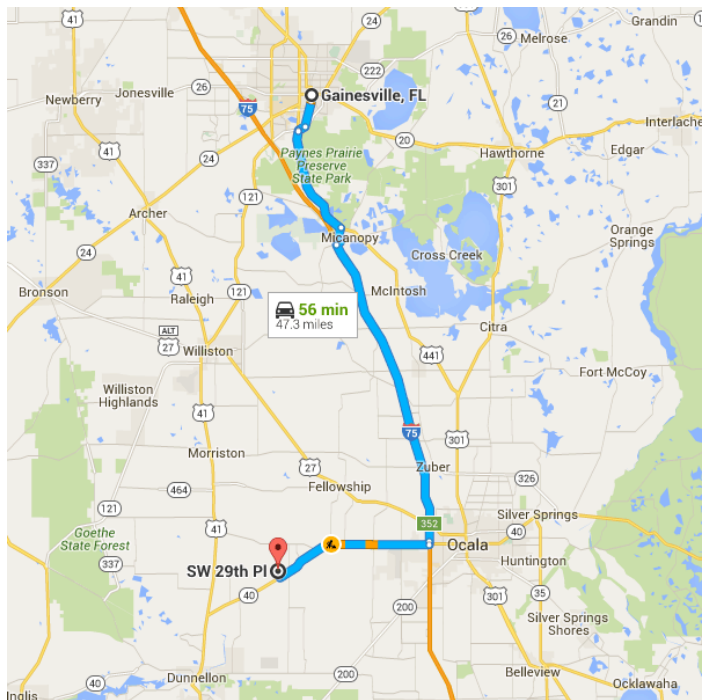 41
24
Grandin
26
Melrose
222
Jonesville
26
Gainesville, FL
Newberry
75
21
Interlache
20
41
337
Paynes Prairie
Preserve
State Park
Hawthorne
Edgar
24
301
121
Archer
Orange
Springs
Micanopy
24
Cross Creek
41
121
Bronson
McIntosh
Raleigh
56 min
47.3 miles
Citra
ALT
27
Williston
441
Fort McCoy
Williston
Highlands
41
75
301
Morriston
27
Zuber
326
464
Fellowship
121
Silver Springs
352
41
40
Goethe
State Forest
Ocala
337
Huntington
SW 29th Pl
40
200
301
35
Silver Springs
Shores
200
Belleview
40
Dunnellon
Ocklawaha
Inglis